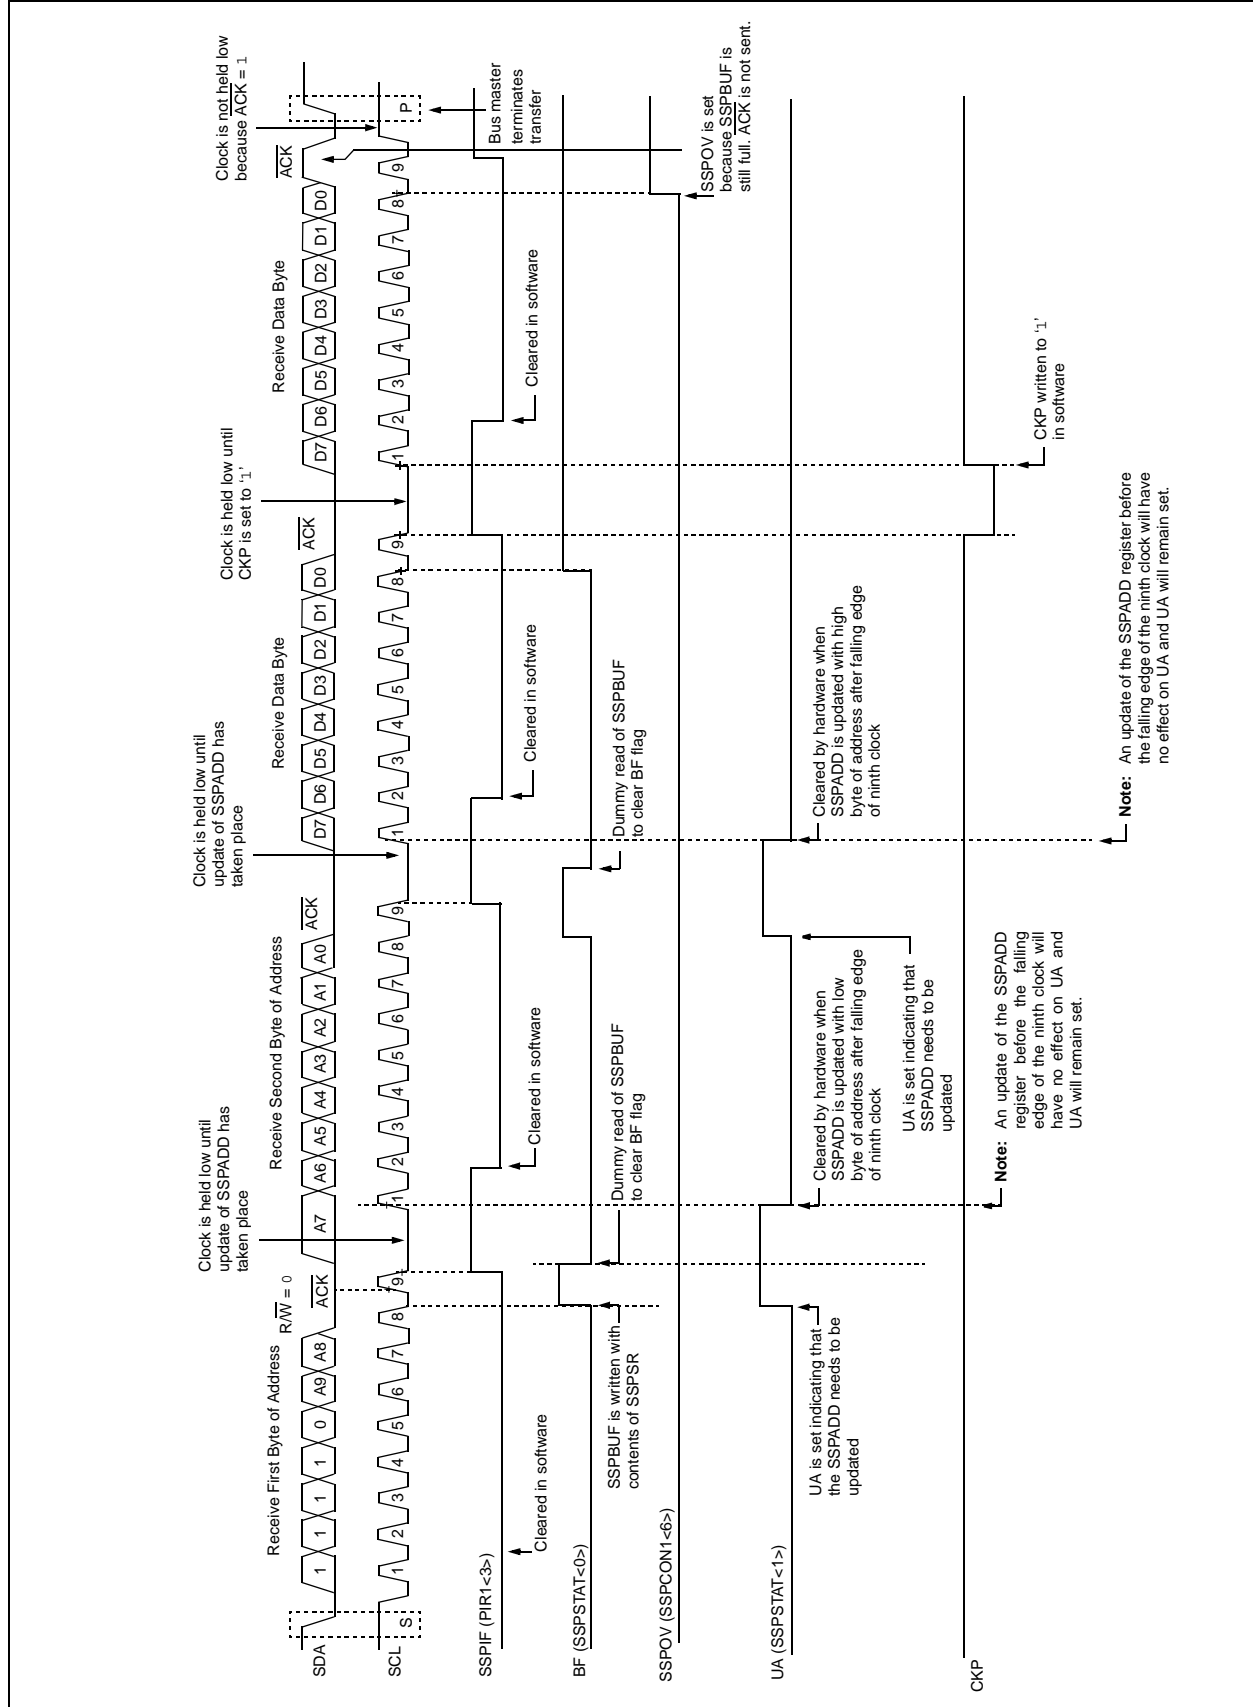 Receive First Byte of Address
R/W = 0
ACK
Clock is held low until
update of SSPADD has
taken place
Receive Second Byte of Address
ACK
Clock is held low until
update of SSPADD has
taken place
Receive Data Byte
ACK
Clock is held low until
CKP is set to ‘1’
Receive Data Byte
ACK
Clock is not held low
because ACK = 1
SDA
1 1 1 1 0 A9 A8
A7 A6 A5 A4 A3 A2 A1 A0
D7 D6 D5 D4 D3 D2 D1 D0
D7 D6 D5 D4 D3 D2 D1 D0
SCL
S
1 2 3 4 5 6 7 8 9
1 2 3 4 5 6 7 8 9
1 2 3 4 5 6 7 8 9
1 2 3 4 5 6 7 8 9
P
Bus master
terminates
transfer
SSPIF (PIR1<3>)
Cleared in software
Cleared in software
Cleared in software
Cleared in software
BF (SSPSTAT<0>)
SSPBUF is written with
contents of SSPSR
Dummy read of SSPBUF
to clear BF flag
Dummy read of SSPBUF
to clear BF flag
SSPOV (SSPCON1<6>)
SSPOV is set
because SSPBUF is
still full. ACK is not sent.
UA (SSPSTAT<1>)
UA is set indicating that
the SSPADD needs to be
updated
Cleared by hardware when
SSPADD is updated with low
byte of address after falling edge
of ninth clock
UA is set indicating that
SSPADD needs to be
updated
Cleared by hardware when
SSPADD is updated with high
byte of address after falling edge
of ninth clock
CKP
CKP written to ‘1’
in software
Note: An update of the SSPADD
register before the falling
edge of the ninth clock will
have no effect on UA and
UA will remain set.
Note: An update of the SSPADD register before
the falling edge of the ninth clock will have
no effect on UA and UA will remain set.